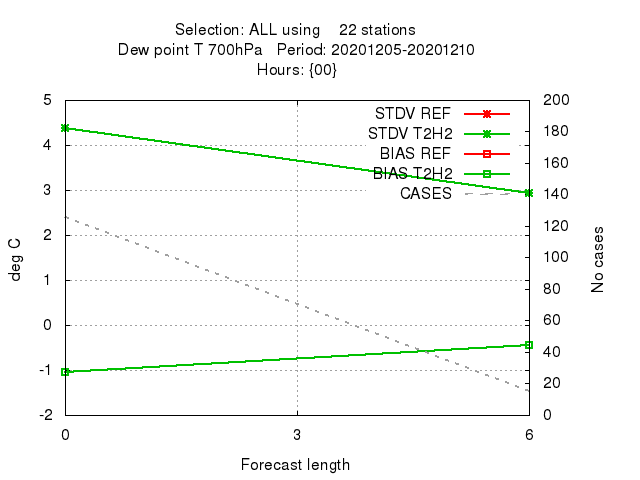 Selection: ALL using    22 stations
Dew point T 700hPa   Period: 20201205-20201210
Hours: {00}
5
4
3
2
1
0
-1
-2
deg C
200
180
160
140
120
100
80
60
40
20
0
No cases
STDV REF
STDV T2H2
BIAS REF
BIAS T2H2
CASES
0 3 6
Forecast length